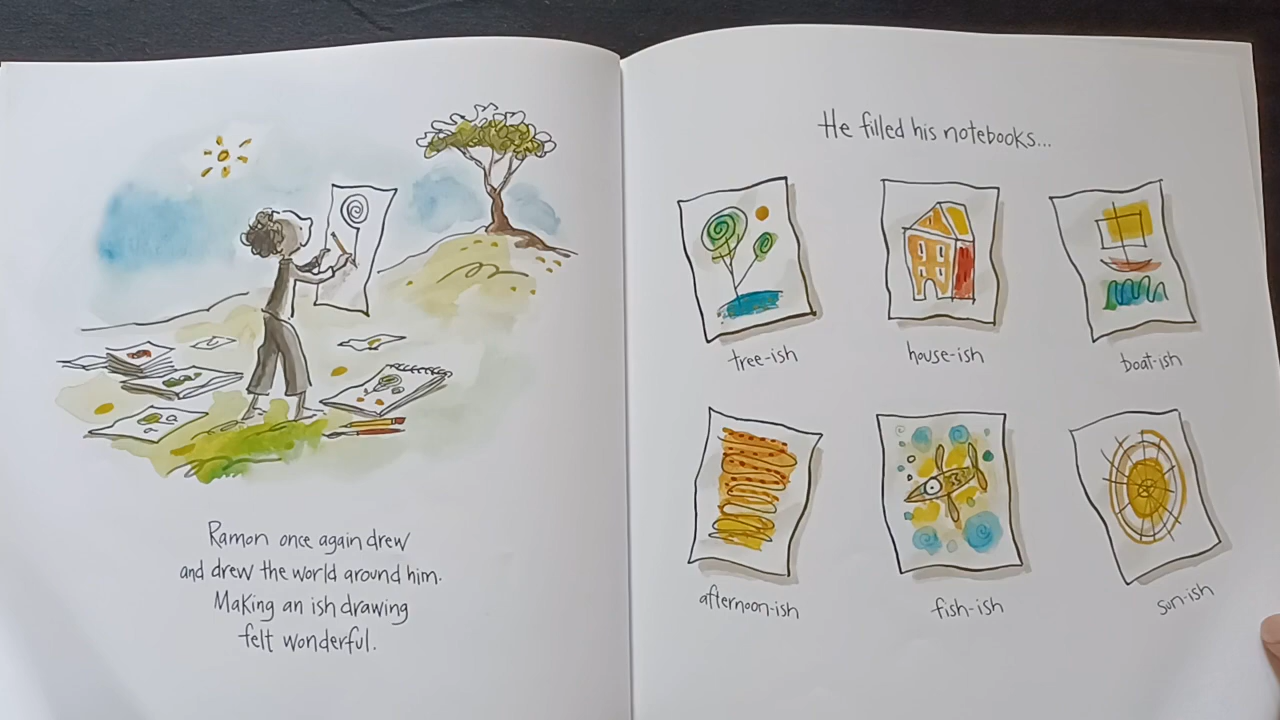 Ramon once again drew
and drew the world around him.
Making an ish drawing
felt wonderful.
He filled his notebooks...
tree-ish
house-ish
boat-ish
afternoon-ish
fish-ish
sun-ish